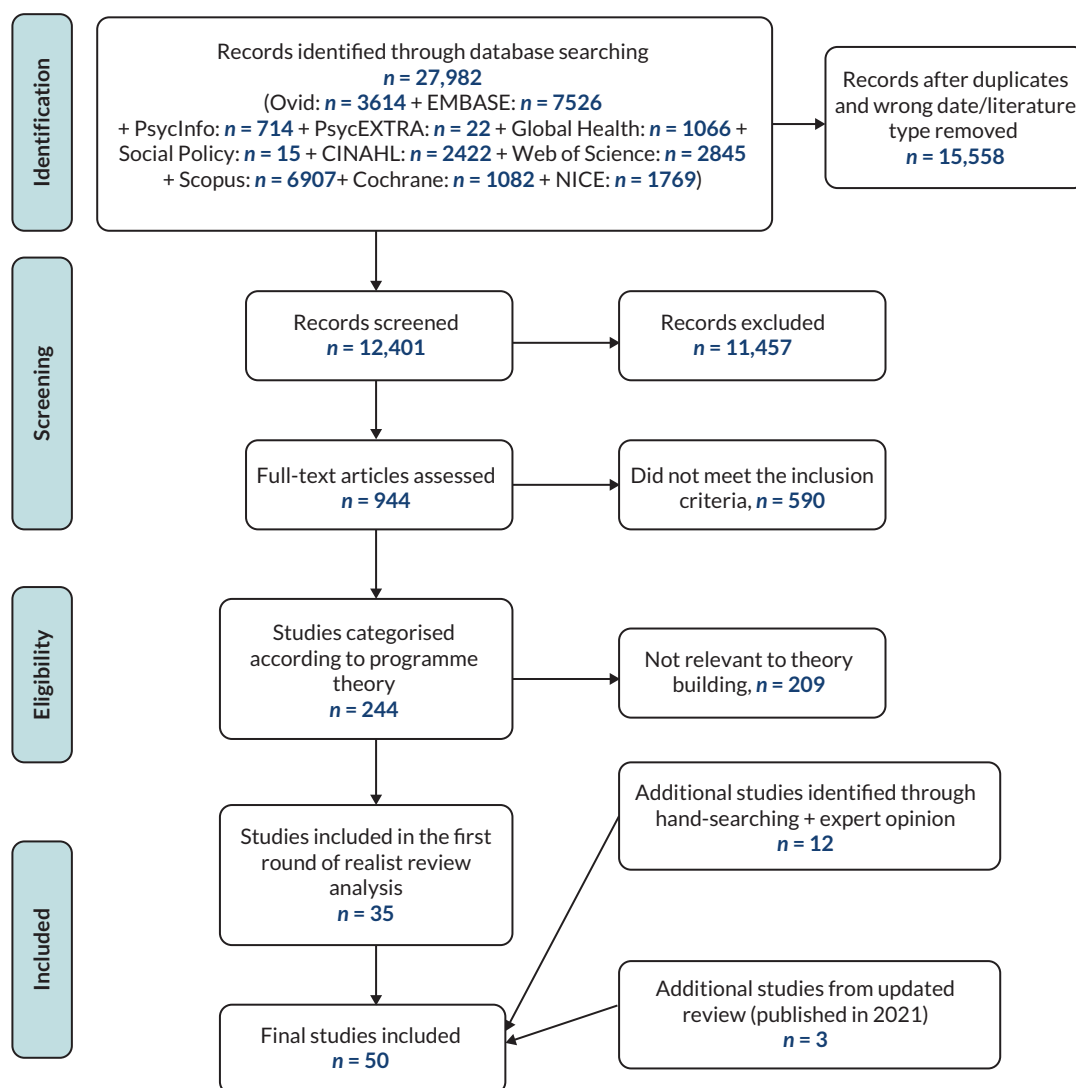 Identification
Records identified through database searching
n = 27,982
(Ovid: n = 3614 + EMBASE: n = 7526
+ PsycInfo: n = 714 + PsycEXTRA: n = 22 + Global Health: n = 1066 +
Social Policy: n = 15 + CINAHL: n = 2422 + Web of Science: n = 2845
+ Scopus: n = 6907+ Cochrane: n = 1082 + NICE: n = 1769)
Records after duplicates
and wrong date/literature
type removed
n = 15,558
Screening
Records screened
n = 12,401
Records excluded
n = 11,457
Full-text articles assessed
n = 944
Did not meet the inclusion
criteria, n = 590
Eligibility
Studies categorised
according to programme
theory
n = 244
Not relevant to theory
building, n = 209
Included
Studies included in the first
round of realist review
analysis
n = 35
Additional studies identified through
hand-searching + expert opinion
n = 12
Additional studies from updated
review (published in 2021)
n = 3
Final studies included
n = 50